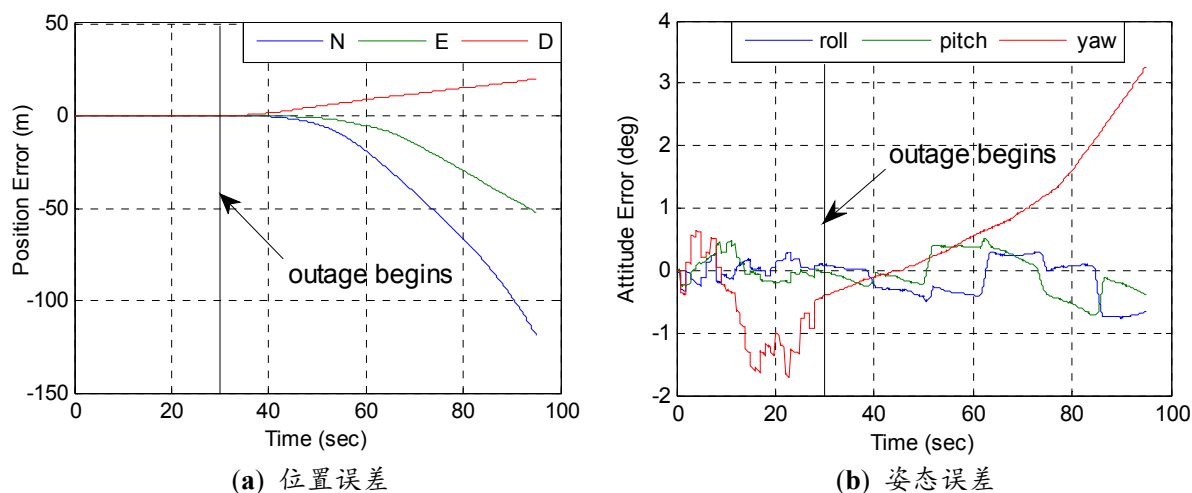 50
0
-50
-100
-150
Position Error (m)
N E D
outage begins
0 20 40 60 80 100
Time (sec)
(a) 位置误差
4
3
2
1
0
-1
-2
Attitude Error (deg)
roll pitch yaw
outage begins
0 20 40 60 80 100
Time (sec)
(b) 姿态误差